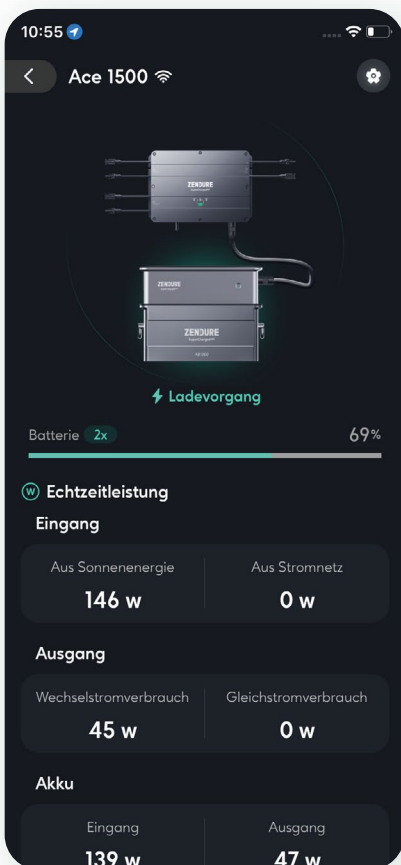 10:55
Ace 1500
ZENDURE
ZENDURE
ZENDURE
Ladevorgang
Batterie 2x 69%
W Echtzeitleistung
Eingang
Aus Sonnenenergie Aus Stromnetz
146 w 0 w
Ausgang
Wechselstromverbrauch Gleichstromverbrauch
45 w 0 w
Akku
Eingang Ausgang
139 w 47 w